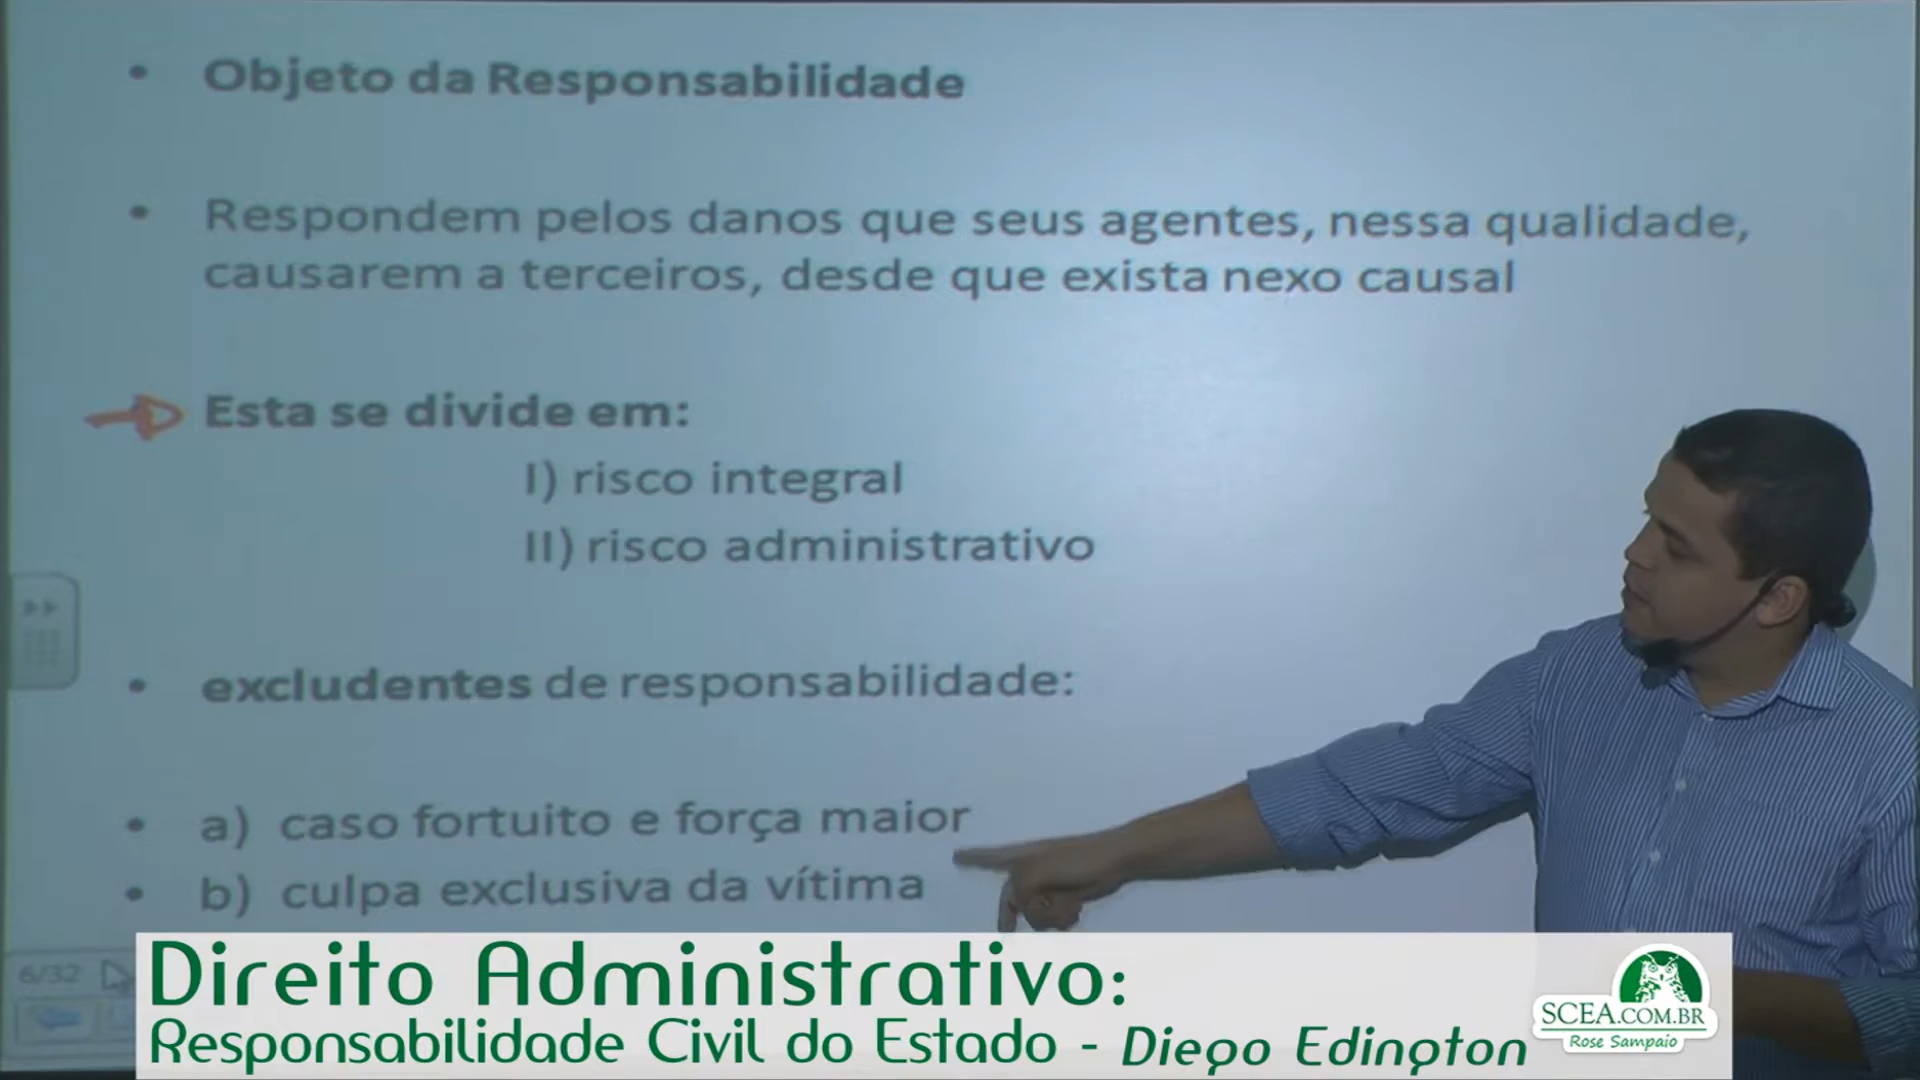 • Objeto da Responsabilidade
• Respondem pelos danos que seus agentes, nessa qualidade,
causarem a terceiros, desde que exista nexo causal
Esta se divide em:
I) risco integral
II) risco administrativo
• excludentes de responsabilidade:
• a) caso fortuito e força maior
• b) culpa exclusiva da vítima
6/32
Direito Administrativo:
Responsabilidade Civil do Estado - Diego Edington
SCEA.COM.BR
Rose Sampaio